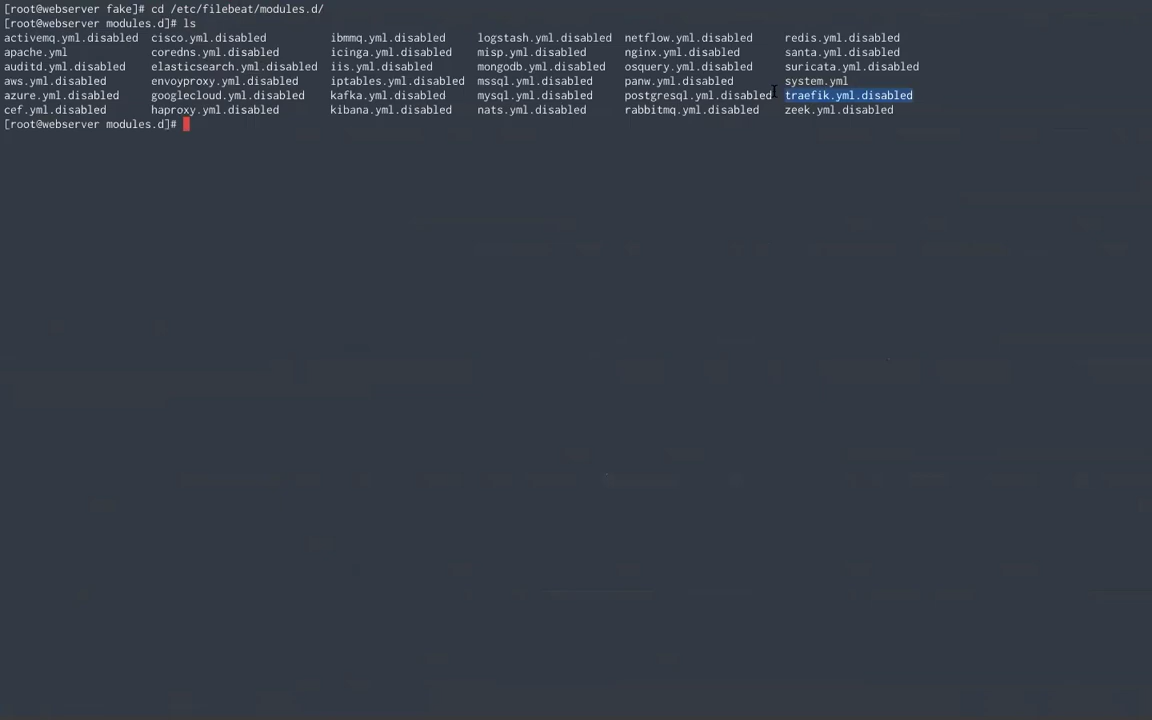 [root@webserver fake]# cd /etc/filebeat/modules.d/
[root@webserver modules.d]# ls
activemq.yml.disabled  cisco.yml.disabled          ibmmq.yml.disabled     logstash.yml.disabled  netflow.yml.disabled     redis.yml.disabled
apache.yml             coredns.yml.disabled        icinga.yml.disabled    misp.yml.disabled      nginx.yml.disabled       santa.yml.disabled
auditd.yml.disabled    elasticsearch.yml.disabled  iis.yml.disabled       mongodb.yml.disabled   osquery.yml.disabled     suricata.yml.disabled
aws.yml.disabled       envoyproxy.yml.disabled     iptables.yml.disabled  mssql.yml.disabled     panw.yml.disabled        system.yml
azure.yml.disabled     googlecloud.yml.disabled    kafka.yml.disabled     mysql.yml.disabled     postgresql.yml.disabled  traefik.yml.disabled
cef.yml.disabled       haproxy.yml.disabled        kibana.yml.disabled    nats.yml.disabled      rabbitmq.yml.disabled    zeek.yml.disabled
[root@webserver modules.d]#